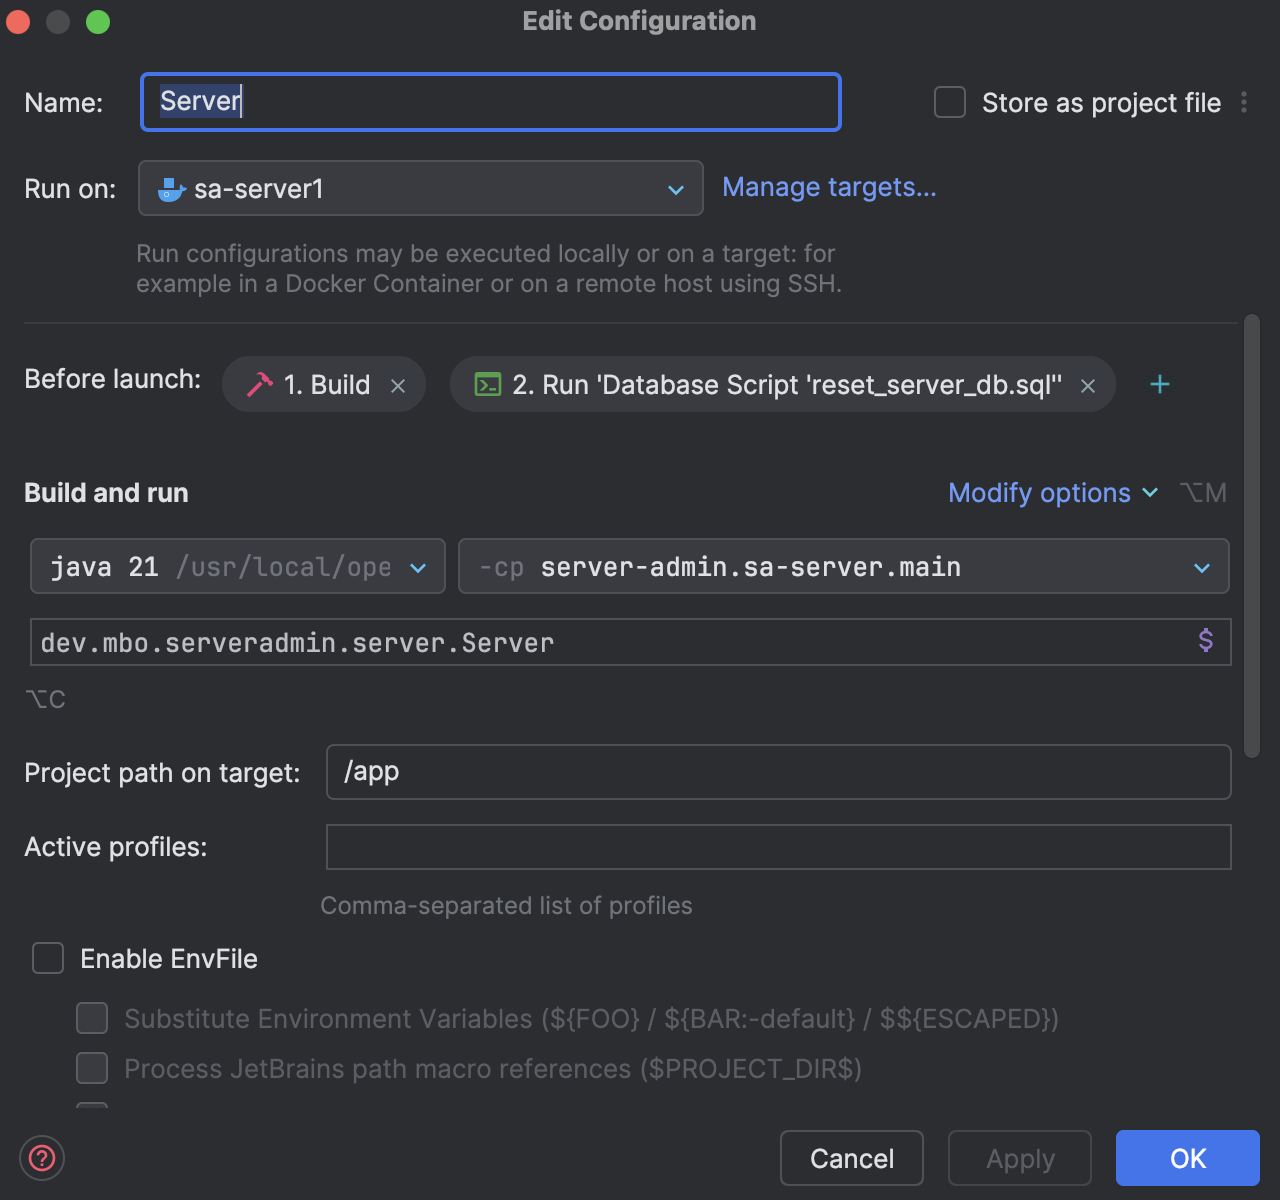 Edit Configuration
Name: Server Store as project file
Run on: sa-server1 Manage targets...
Run configurations may be executed locally or on a target: for
example in a Docker Container or on a remote host using SSH.
Before launch: 1. Build × 2. Run 'Database Script 'reset_server_db.sql'' × +
Build and run Modify options ⌥M
java 21 /usr/local/ope -cp server-admin.sa-server.main
dev.mbo.serveradmin.server.Server $
⌥C
Project path on target: /app
Active profiles:
Comma-separated list of profiles
Enable EnvFile
Substitute Environment Variables (${FOO} / ${BAR:-default} / $${ESCAPED})
Process JetBrains path macro references ($PROJECT_DIR$)
? Cancel Apply OK